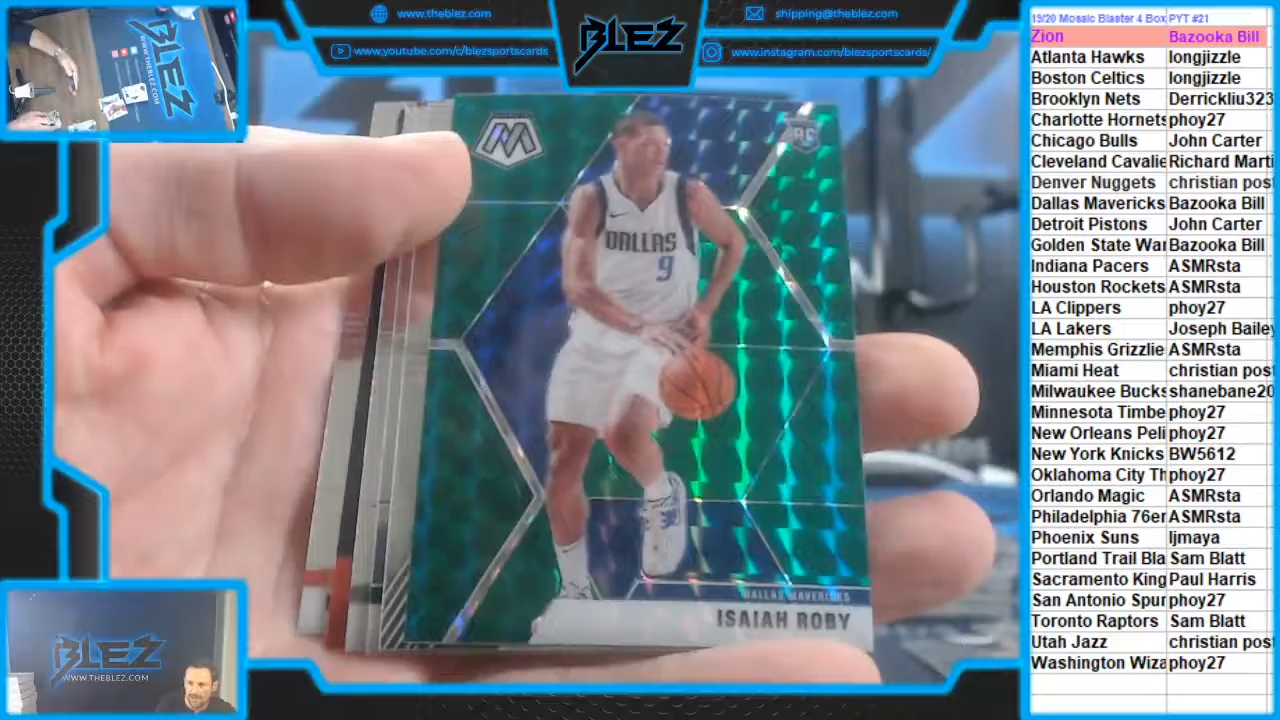 www.theblez.com
www.youtube.com/c/blezsportscards
BLEZ
shipping@theblez.com
www.instagram.com/blezsportscards/
BLEZ
WWW.THEBLEZ.COM
RC
DALLAS
9
DALLAS MAVERICKS
ISAIAH ROBY
BLEZ
WWW.THEBLEZ.COM
19/20 Mosaic Blaster 4 Box PYT #21
Zion Bazooka Bill
Atlanta Hawks longjizzle
Boston Celtics longjizzle
Brooklyn Nets Derrickliu323
Charlotte Hornets phoy27
Chicago Bulls John Carter
Cleveland Cavalie Richard Marti
Denver Nuggets christian post
Dallas Mavericks Bazooka Bill
Detroit Pistons John Carter
Golden State War Bazooka Bill
Indiana Pacers ASMRsta
Houston Rockets ASMRsta
LA Clippers phoy27
LA Lakers Joseph Bailey
Memphis Grizzlie ASMRsta
Miami Heat christian post
Milwaukee Bucks shanebane20
Minnesota Timbe phoy27
New Orleans Peli phoy27
New York Knicks BW5612
Oklahoma City Th phoy27
Orlando Magic ASMRsta
Philadelphia 76er ASMRsta
Phoenix Suns ljmaya
Portland Trail Bla Sam Blatt
Sacramento King Paul Harris
San Antonio Spur phoy27
Toronto Raptors Sam Blatt
Utah Jazz christian post
Washington Wiza phoy27